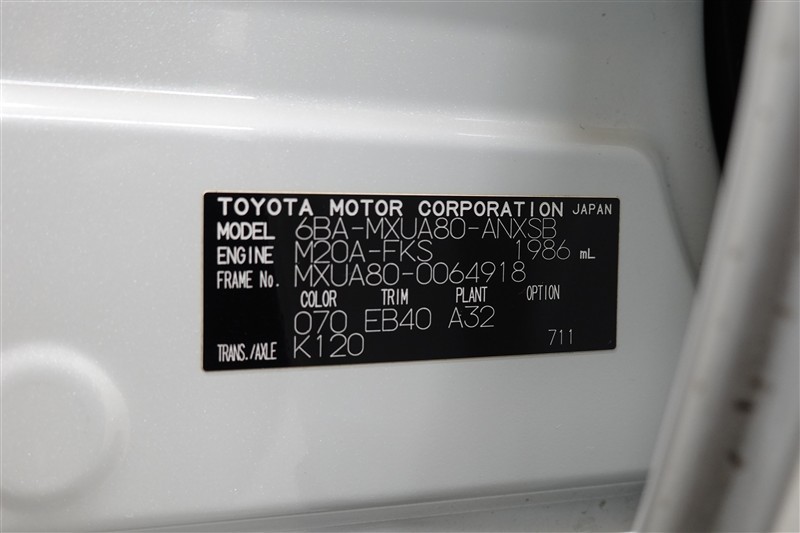 TOYOTA MOTOR CORPORATION JAPAN
MODEL 6BA-MXUA80-ANXSB
ENGINE M20A-FKS 1986 mL
FRAME No. MXUA80-0064918
COLOR TRIM PLANT OPTION
070 EB40 A32
TRANS./AXLE K120 711